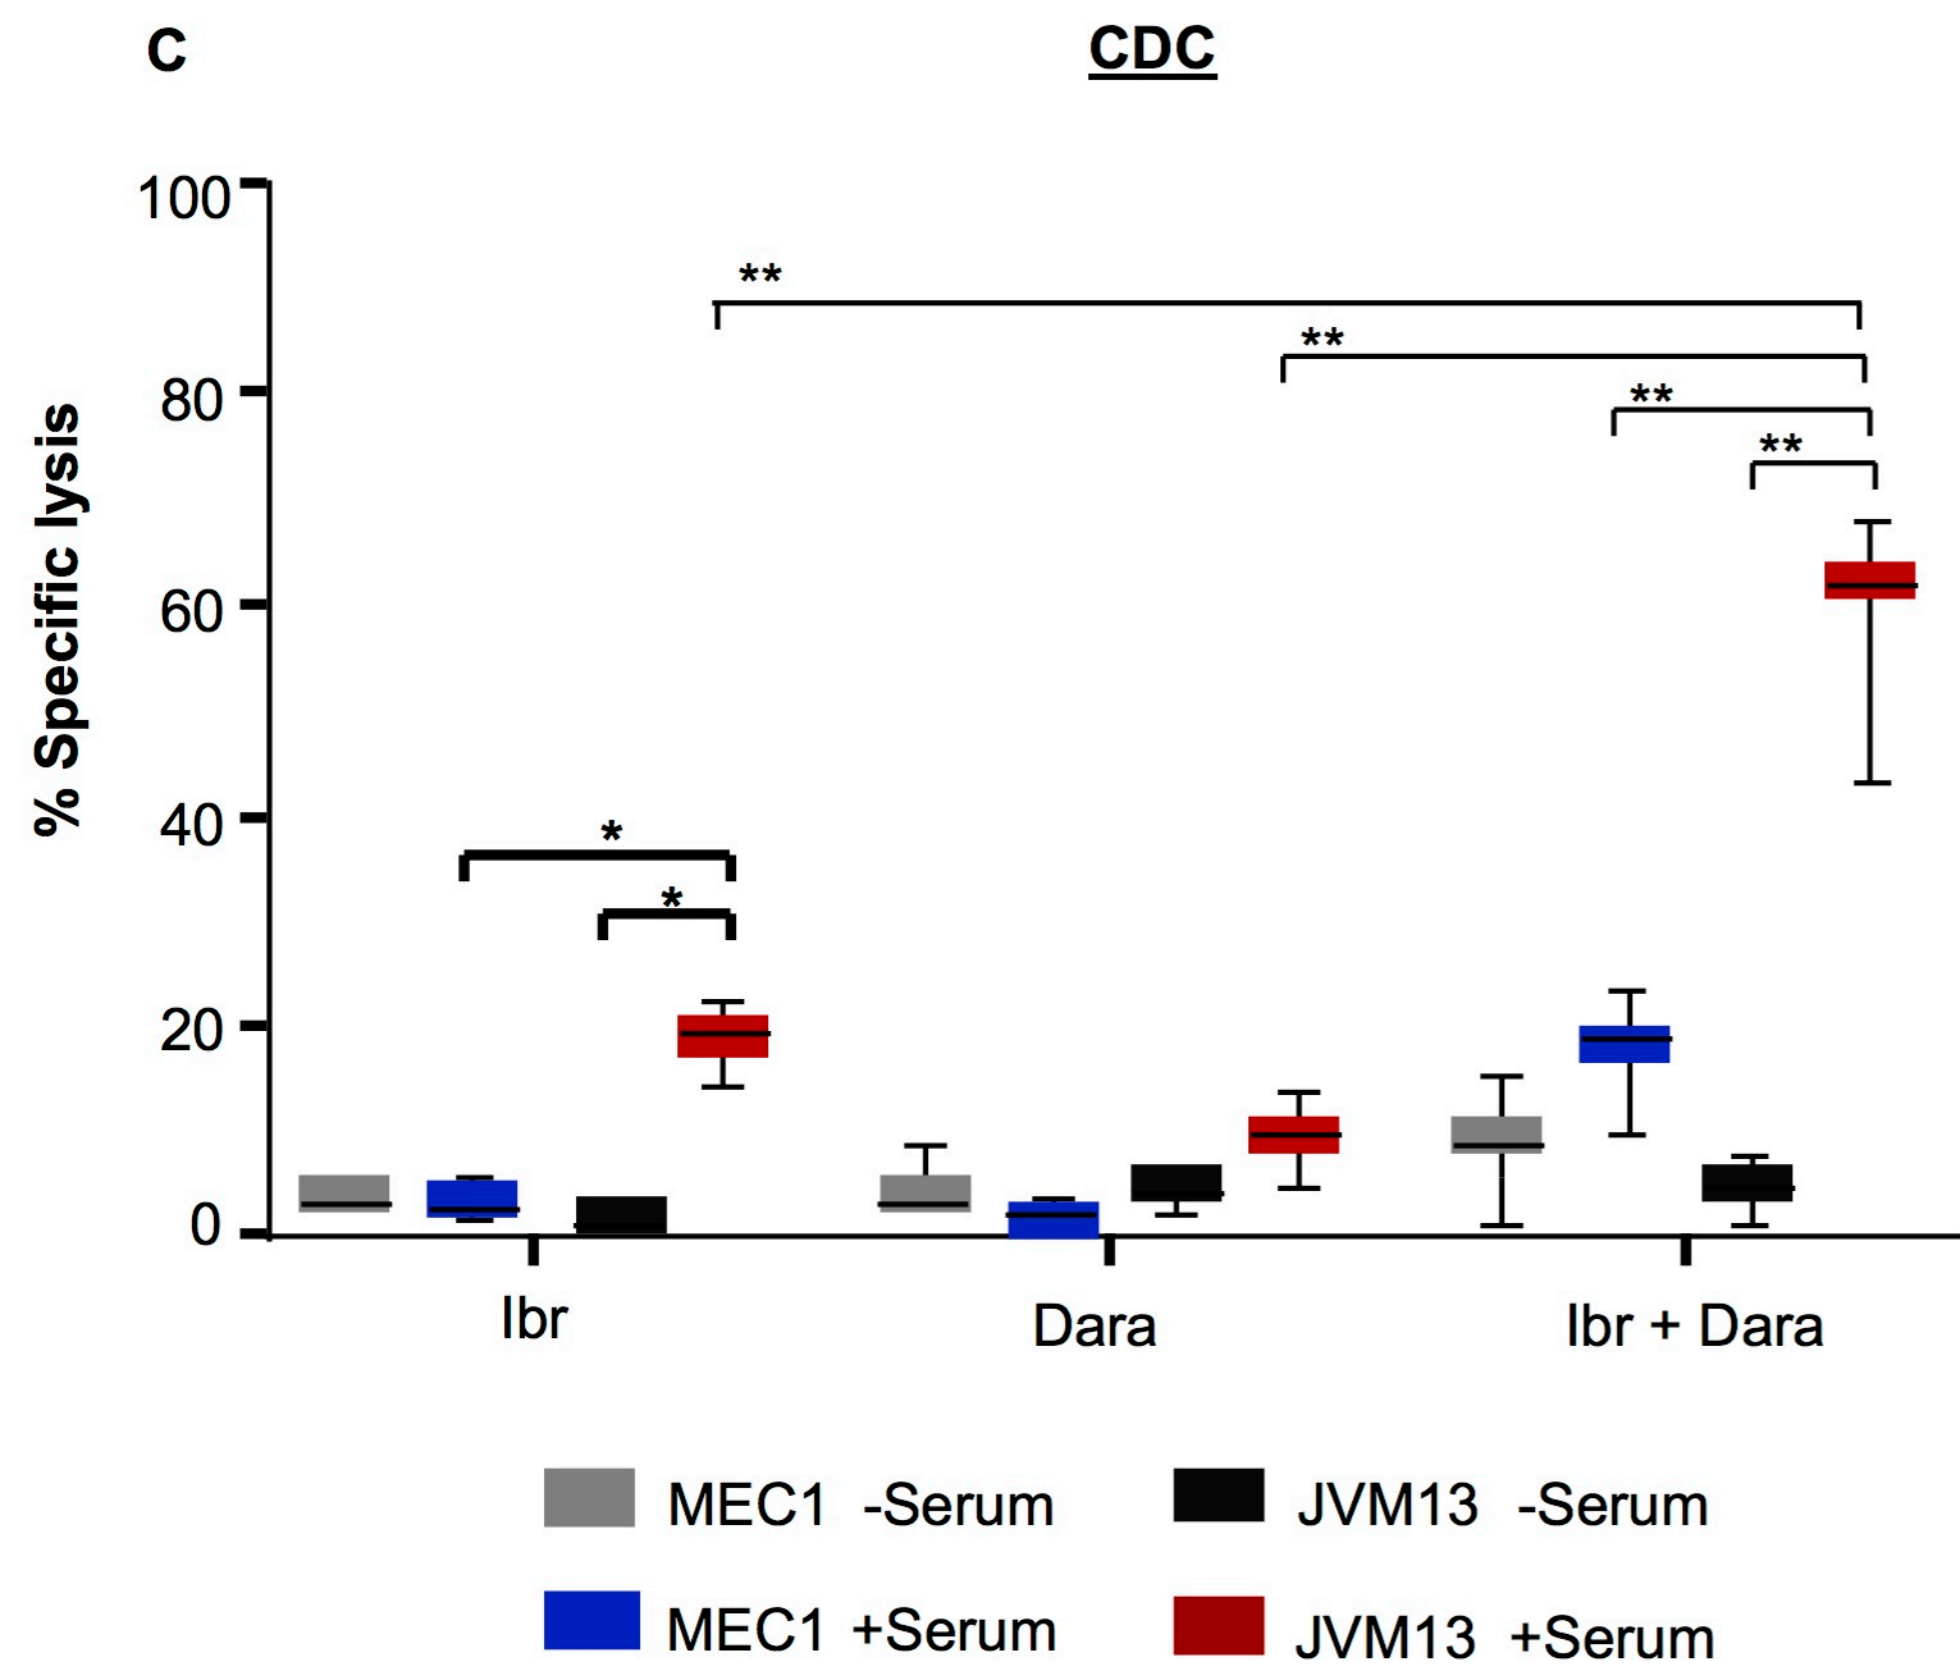 C
CDC
% Specific lysis
100
80
60
40
20
0
**
**
**
**
*
*
Ibr
Dara
Ibr + Dara
MEC1 -Serum
JVM13 -Serum
MEC1 +Serum
JVM13 +Serum